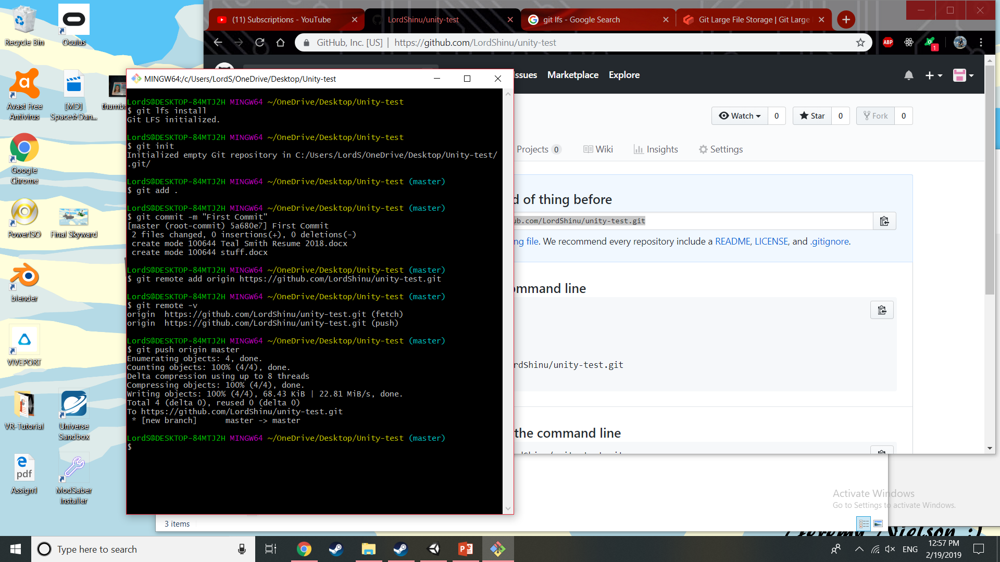 (11) Subscriptions - YouTube
LordShinu/unity-test
git lfs - Google Search
Git Large File Storage | Git Large
GitHub, Inc. [US] | https://github.com/LordShinu/unity-test
ABP
1
Issues Marketplace Explore
Watch 0 Star 0 Fork 0
Projects 0 Wiki Insights Settings
of thing before
ub.com/LordShinu/unity-test.git
ng file. We recommend every repository include a README, LICENSE, and .gitignore.
ommand line
rdShinu/unity-test.git
the command line
MINGW64:/c/Users/LordS/OneDrive/Desktop/Unity-test
LordS@DESKTOP-84MTJ2H MINGW64 ~/OneDrive/Desktop/Unity-test
$ git lfs install
Git LFS initialized.
LordS@DESKTOP-84MTJ2H MINGW64 ~/OneDrive/Desktop/Unity-test
$ git init
Initialized empty Git repository in C:/Users/LordS/OneDrive/Desktop/Unity-test/
.git/
LordS@DESKTOP-84MTJ2H MINGW64 ~/OneDrive/Desktop/Unity-test (master)
$ git add .
LordS@DESKTOP-84MTJ2H MINGW64 ~/OneDrive/Desktop/Unity-test (master)
$ git commit -m "First Commit"
[master (root-commit) 5a680e7] First Commit
2 files changed, 0 insertions(+), 0 deletions(-)
create mode 100644 Teal Smith Resume 2018.docx
create mode 100644 stuff.docx
LordS@DESKTOP-84MTJ2H MINGW64 ~/OneDrive/Desktop/Unity-test (master)
$ git remote add origin https://github.com/LordShinu/unity-test.git
LordS@DESKTOP-84MTJ2H MINGW64 ~/OneDrive/Desktop/Unity-test (master)
$ git remote -v
origin https://github.com/LordShinu/unity-test.git (fetch)
origin https://github.com/LordShinu/unity-test.git (push)
LordS@DESKTOP-84MTJ2H MINGW64 ~/OneDrive/Desktop/Unity-test (master)
$ git push origin master
Enumerating objects: 4, done.
Counting objects: 100% (4/4), done.
Delta compression using up to 8 threads
Compressing objects: 100% (4/4), done.
Writing objects: 100% (4/4), 68.43 KiB | 22.81 MiB/s, done.
Total 4 (delta 0), reused 0 (delta 0)
To https://github.com/LordShinu/unity-test.git
* [new branch] master -> master
LordS@DESKTOP-84MTJ2H MINGW64 ~/OneDrive/Desktop/Unity-test (master)
$
Recycle Bin
Oculus
Avast Free
Antivirus
[MD]
Space☆Dan...
thumbn
Google
Chrome
PowerISO
Final Skyward
blender
VIVEPORT
VR-Tutorial
Universe
Sandbox
pdf
Assign1
ModSaber
Installer
Activate Windows
Go to Settings to activate Windows.
3 items
Jeremy Nielson :)
Type here to search
ENG
12:57 PM
2/19/2019